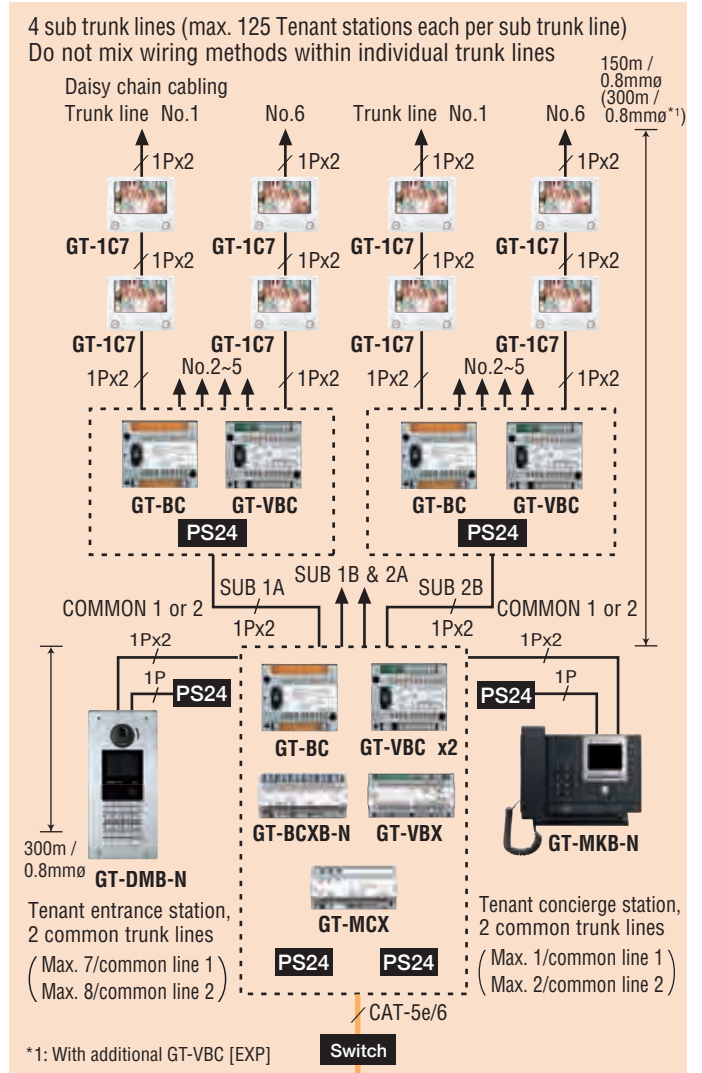 4 sub trunk lines (max. 125 Tenant stations each per sub trunk line)
Do not mix wiring methods within individual trunk lines
150m /
0.8mmø
(300m /
0.8mmø*1)
Daisy chain cabling
Trunk line No.1 No.6 Trunk line No.1 No.6
1Px2 1Px2 1Px2 1Px2
GT-1C7 GT-1C7 GT-1C7 GT-1C7
1Px2 1Px2 1Px2 1Px2
GT-1C7 GT-1C7 GT-1C7 GT-1C7
No.2~5 No.2~5
1Px2 1Px2 1Px2 1Px2
GT-BC GT-VBC GT-BC GT-VBC
PS24 PS24
SUB 1B & 2A
SUB 1A SUB 2B
COMMON 1 or 2 COMMON 1 or 2
1Px2 1Px2
1Px2 1Px2
1P 1P
PS24 PS24
GT-BC GT-VBC x2
GT-BCXB-N GT-VBX
GT-MKB-N
300m /
0.8mmø
GT-DMB-N
GT-MCX
Tenant entrance station,
2 common trunk lines
(Max. 7/common line 1)
(Max. 8/common line 2)
Tenant concierge station,
2 common trunk lines
(Max. 1/common line 1)
(Max. 2/common line 2)
PS24 PS24
CAT-5e/6
*1: With additional GT-VBC [EXP]
Switch